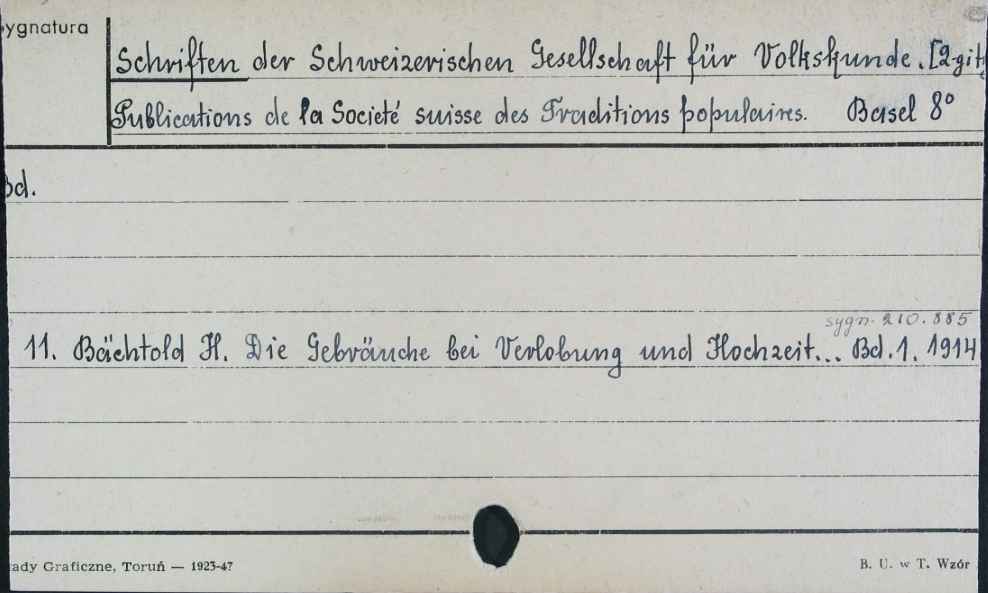 ygnatura
Schriften der Schweizerischen Gesellschaft für Volkskunde. [2.git
Publications de la Societé suisse des Traditions populaires. Basel 8°
Bd.
sygn. 210.885
11. Bächtold H. Die Gebräuche bei Verlobung und Hochzeit... Bd.1. 1914
ady Graficzne, Toruń — 1923-47
B. U. w T. Wzór